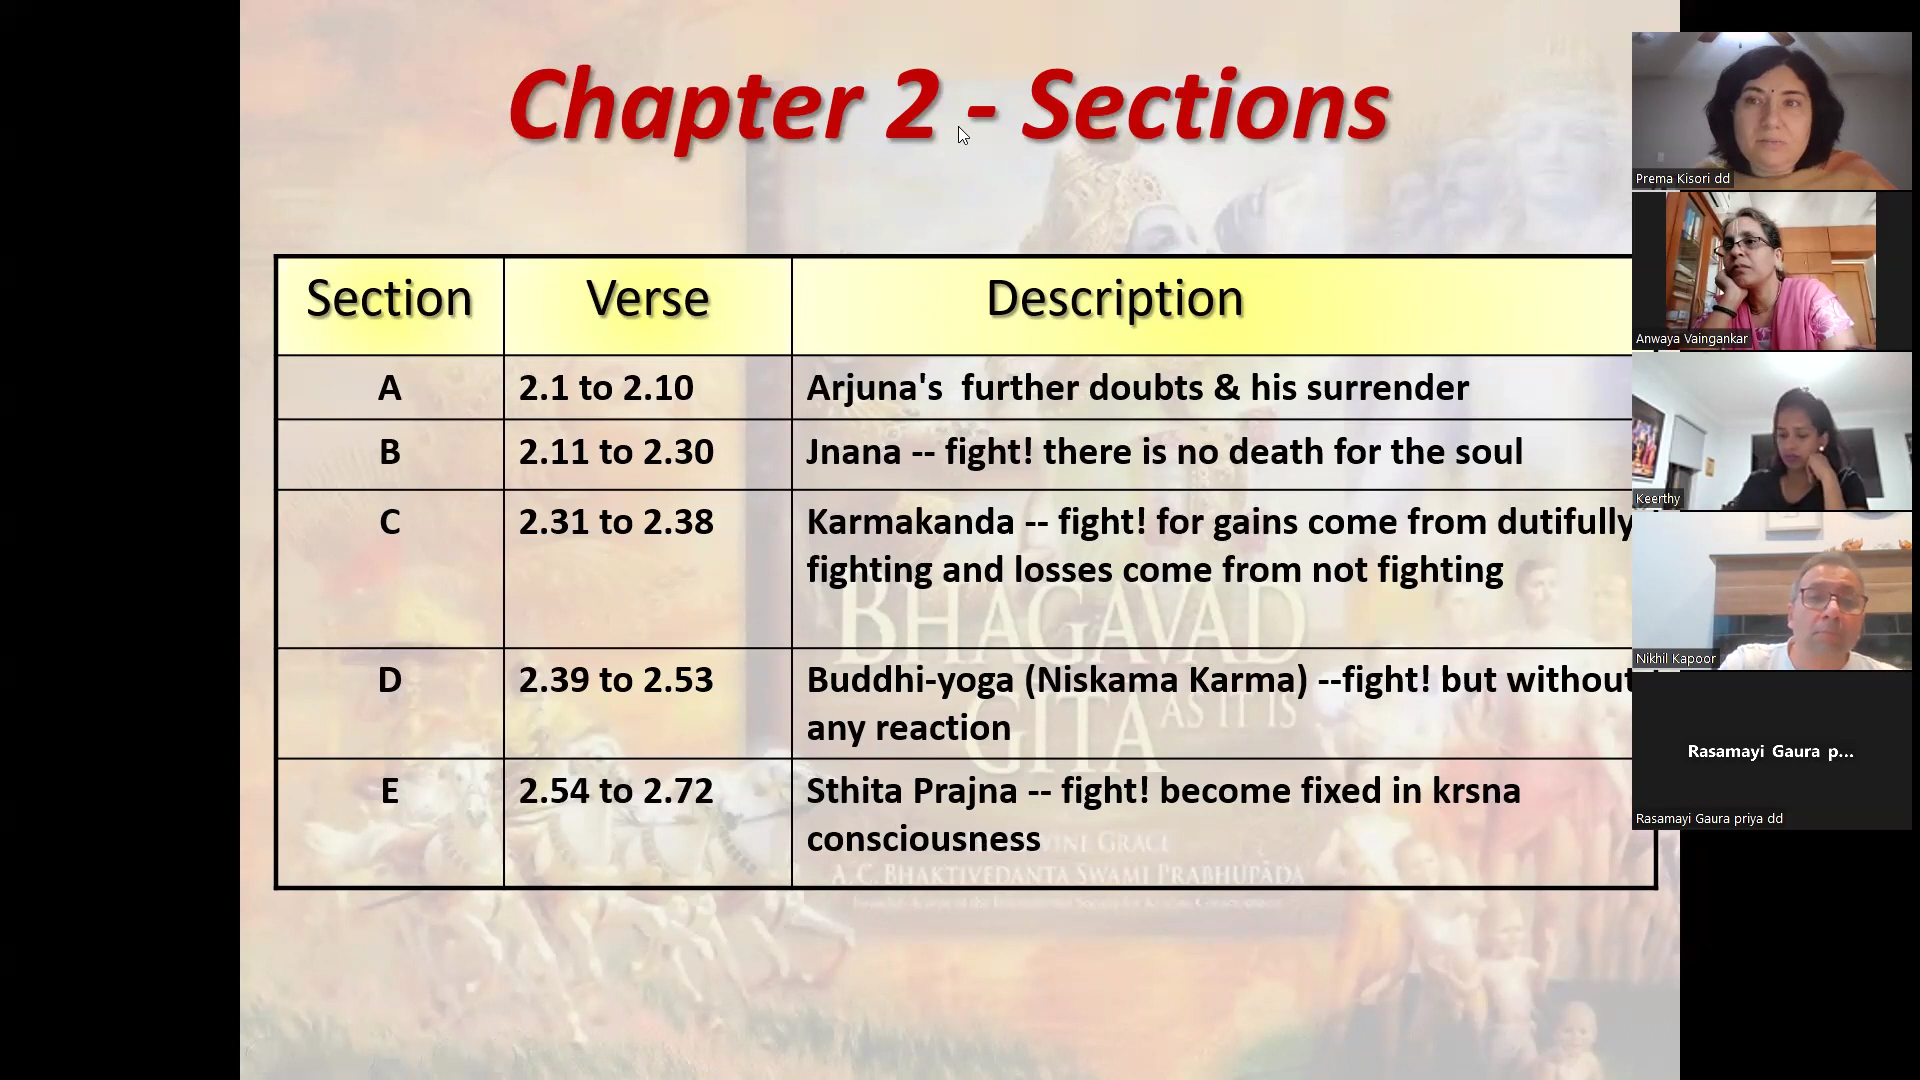 Chapter 2 - Sections
Section Verse Description
A 2.1 to 2.10 Arjuna's further doubts & his surrender
B 2.11 to 2.30 Jnana -- fight! there is no death for the soul
C 2.31 to 2.38 Karmakanda -- fight! for gains come from dutifully
fighting and losses come from not fighting
D 2.39 to 2.53 Buddhi-yoga (Niskama Karma) --fight! but without
any reaction
E 2.54 to 2.72 Sthita Prajna -- fight! become fixed in krsna
consciousness
BHAGAVAD
GITA AS IT IS
DIVINE GRACE
A.C. BHAKTIVEDANTA SWAMI PRABHUPĀDA
Prema Kisori dd
Anwaya Vaingankar
Keerthy
Nikhil Kapoor
Rasamayi Gaura p...
Rasamayi Gaura priya dd